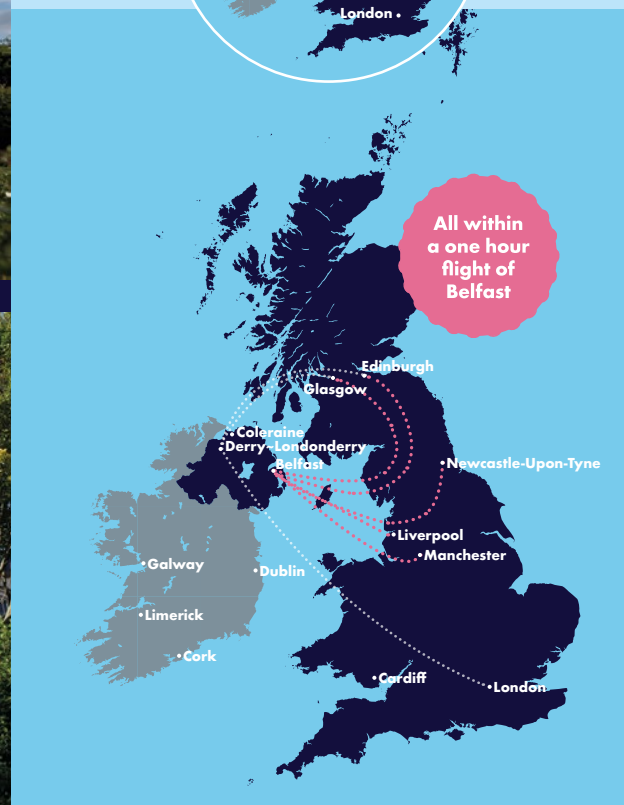 London
All within
a one hour
flight of
Belfast
Edinburgh
Glasgow
Coleraine
Derry~Londonderry
Belfast
Newcastle-Upon-Tyne
Liverpool
Manchester
Galway
Dublin
Limerick
Cork
Cardiff
London